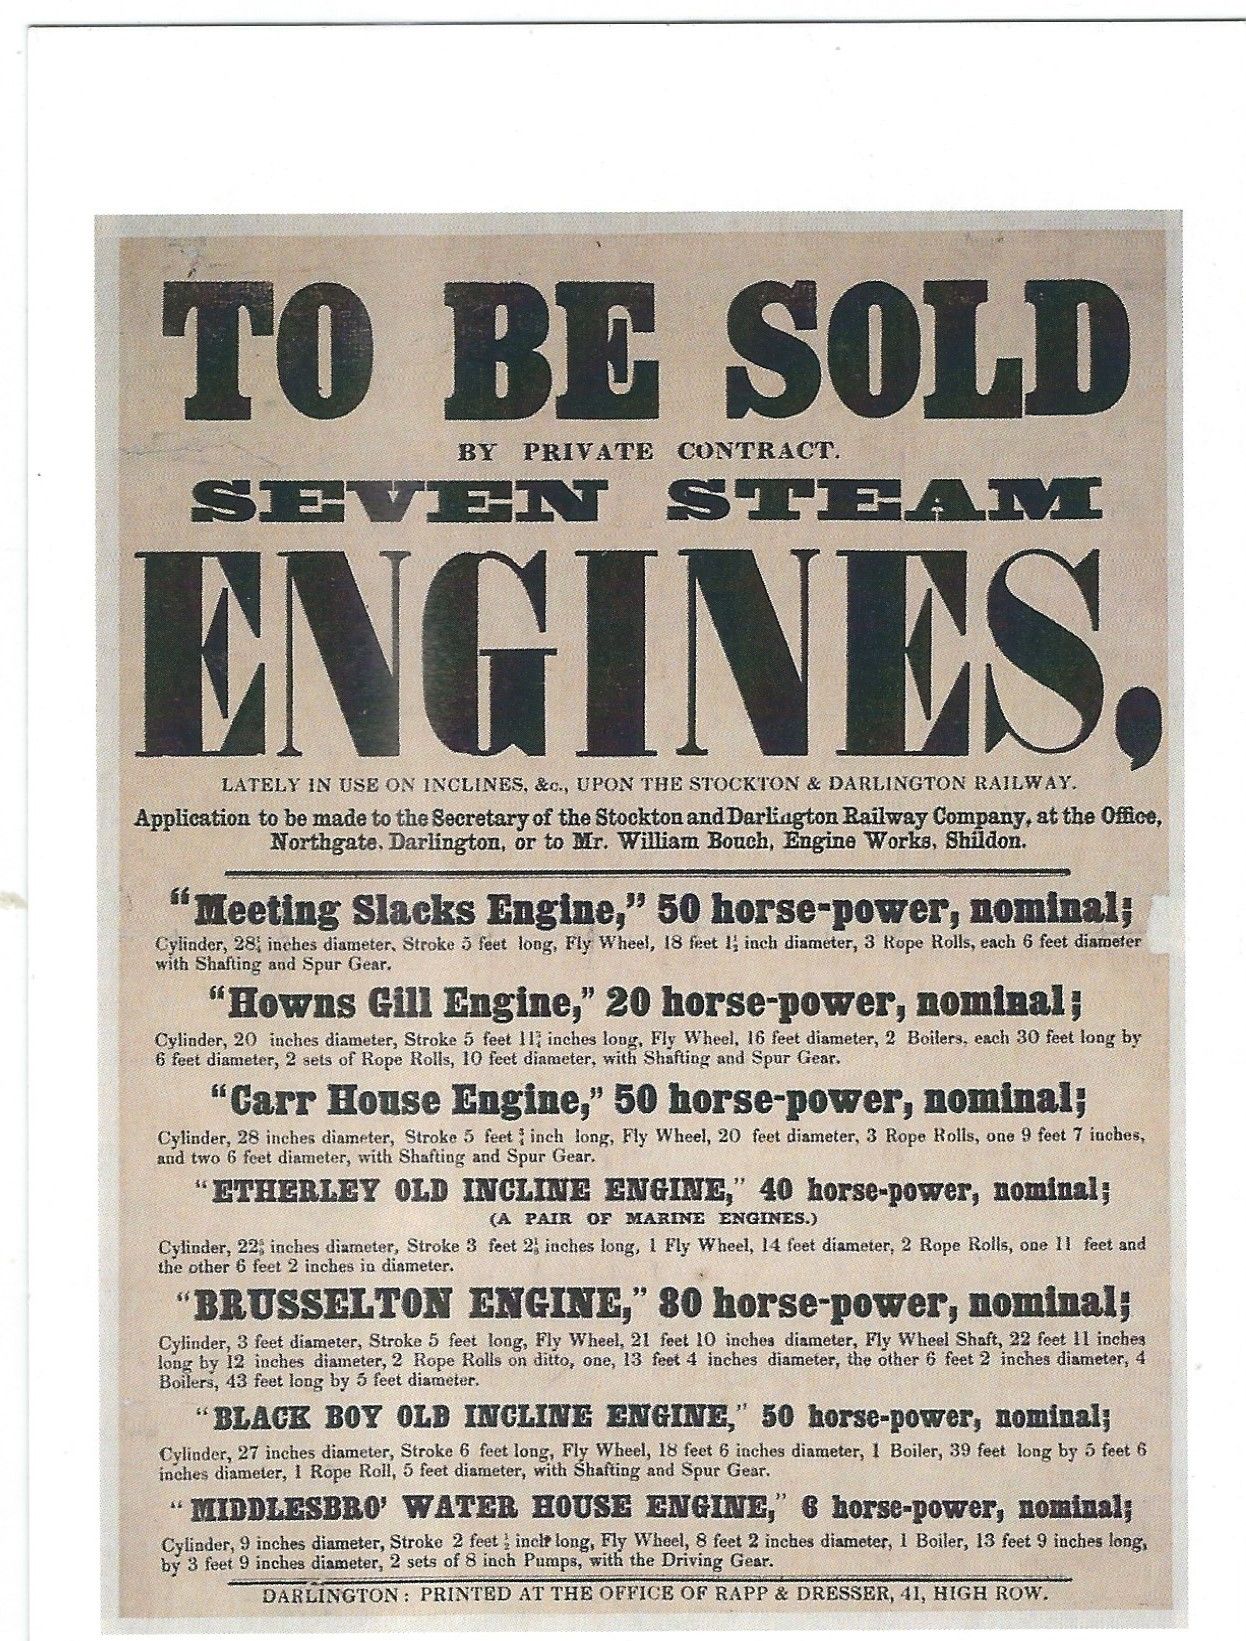 TO BE SOLD
BY PRIVATE CONTRACT.
SEVEN STEAM
ENGINES,
LATELY IN USE ON INCLINES, &c., UPON THE STOCKTON & DARLINGTON RAILWAY.
Application to be made to the Secretary of the Stockton and Darlington Railway Company, at the Office,
Northgate, Darlington, or to Mr. William Bouch, Engine Works, Shildon.
"Meeting Slacks Engine," 50 horse-power, nominal;
Cylinder, inches diameter, Stroke 5 feet long, Fly Wheel, 18 feet inch diameter, 3 Rope Rolls, each 6 feet diameter
with Shafting and Spur Gear.
"Howns Gill Engine," 20 horse-power, nominal;
Cylinder, 20 inches diameter, Stroke 5 feet inches long, Fly Wheel, 16 feet diameter, 2 Boilers, each 30 feet long by
6 feet diameter, 2 sets of Rope Rolls, 10 feet diameter, with Shafting and Spur Gear.
"Carr House Engine," 50 horse-power, nominal;
Cylinder, 28 inches diameter, Stroke 5 feet inch long, Fly Wheel, 20 feet diameter, 3 Rope Rolls, one 9 feet 7 inches,
and two 6 feet diameter, with Shafting and Spur Gear.
"ETHERLEY OLD INCLINE ENGINE," 40 horse-power, nominal;
(A PAIR OF MARINE ENGINES.)
Cylinder, inches diameter, Stroke 3 feet inches long, 1 Fly Wheel, 14 feet diameter, 2 Rope Rolls, one 11 feet and
the other 6 feet 2 inches in diameter.
"BRUSSELTON ENGINE," 80 horse-power, nominal;
Cylinder, 3 feet diameter, Stroke 5 feet long, Fly Wheel, 21 feet 10 inches diameter, Fly Wheel Shaft, 22 feet 11 inches
long by 12 inches diameter, 2 Rope Rolls on ditto, one, 13 feet 4 inches diameter, the other 6 feet 2 inches diameter, 4
Boilers, 43 feet long by 5 feet diameter.
"BLACK BOY OLD INCLINE ENGINE," 50 horse-power, nominal;
Cylinder, 27 inches diameter, Stroke 6 feet long, Fly Wheel, 18 feet 6 inches diameter, 1 Boiler, 39 feet long by 5 feet 6
inches diameter, 1 Rope Roll, 5 feet diameter, with Shafting and Spur Gear.
"MIDDLESBRO' WATER HOUSE ENGINE," 6 horse-power, nominal;
Cylinder, 9 inches diameter, Stroke 2 feet ½ inch long, Fly Wheel, 8 feet 2 inches diameter, 1 Boiler, 13 feet 9 inches long,
by 3 feet 9 inches diameter, 2 sets of 8 inch Pumps, with the Driving Gear.
DARLINGTON: PRINTED AT THE OFFICE OF RAPP & DRESSER, 41, HIGH ROW.